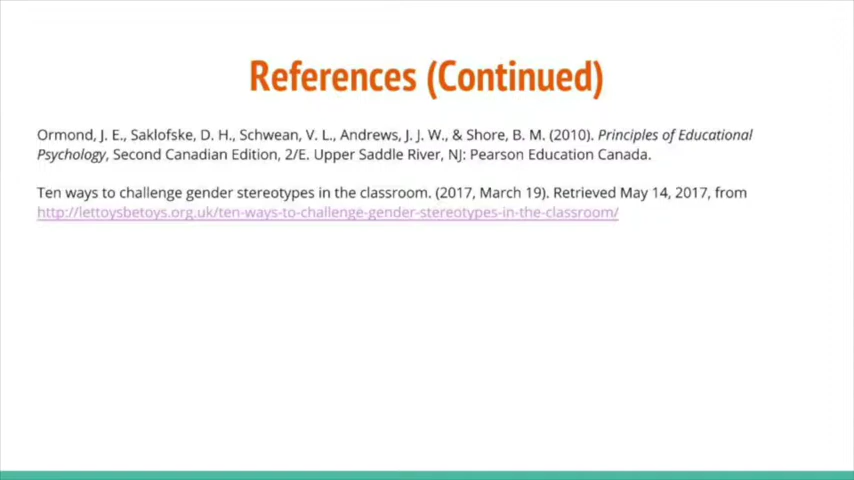 References (Continued)
Ormond, J. E., Saklofske, D. H., Schwean, V. L., Andrews, J. J. W., & Shore, B. M. (2010). Principles of Educational
Psychology, Second Canadian Edition, 2/E. Upper Saddle River, NJ: Pearson Education Canada.
Ten ways to challenge gender stereotypes in the classroom. (2017, March 19). Retrieved May 14, 2017, from
http://lettoysbetoys.org.uk/ten-ways-to-challenge-gender-stereotypes-in-the-classroom/